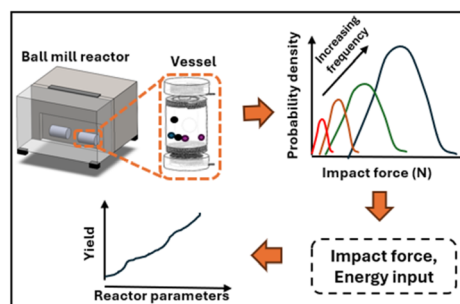 Ball mill reactor
Vessel
Probability density
Increasing
frequency
Impact force (N)
Impact force,
Energy input
Yield
Reactor parameters